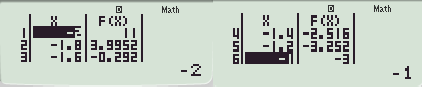 D Math
X F(X)
1 -2 11
2 -1.8 3.9952
3 -1.6 -0.292
-2
D Math
X F(X)
4 -1.4 -2.516
5 -1.2 -3.252
6 -1 -3
-1